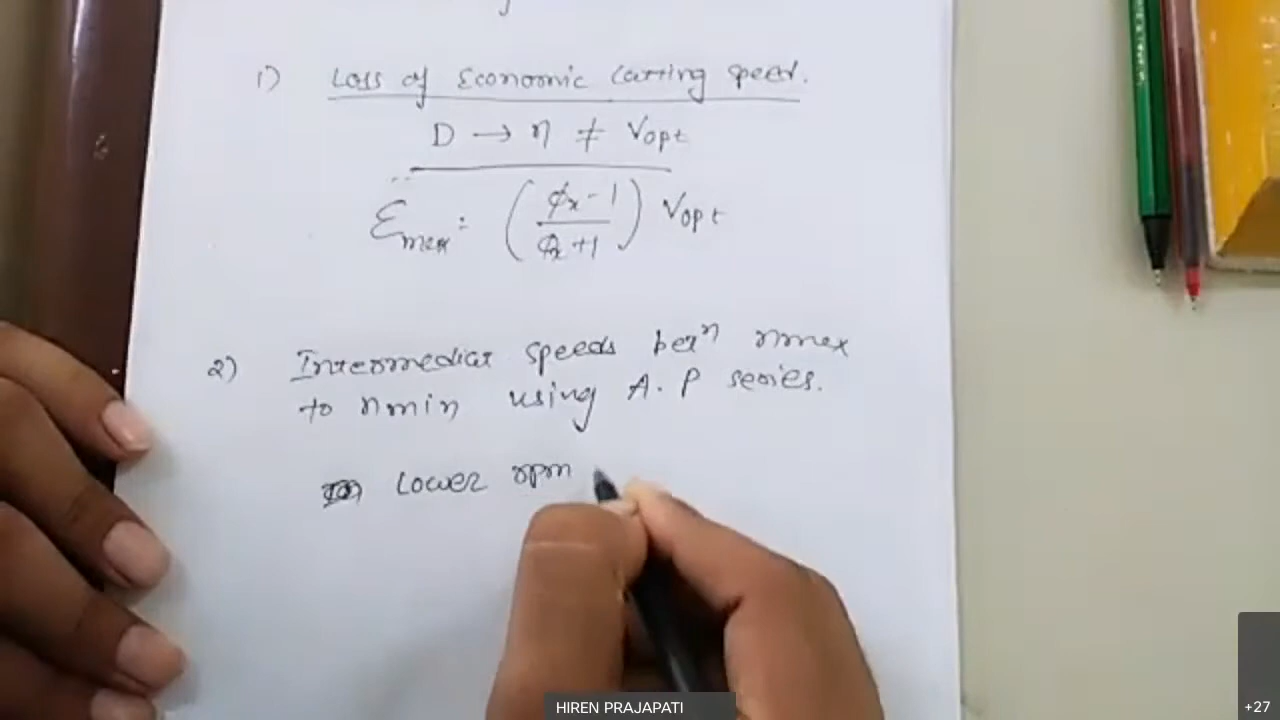 1) Loss of Economic Cutting speed.
D → η ≠ Vopt
Emax = (ϕx - 1 / ϕx + 1) Vopt
2) Intermediat speeds betⁿ nmax
to nmin using A.P series.
Lower rpm
HIREN PRAJAPATI
+27